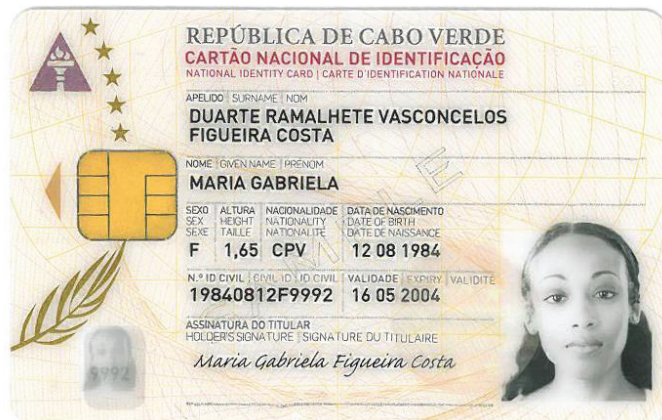 REPÚBLICA DE CABO VERDE
CARTÃO NACIONAL DE IDENTIFICAÇÃO
NATIONAL IDENTITY CARD | CARTE D'IDENTIFICATION NATIONALE
APELIDO | SURNAME | NOM
DUARTE RAMALHETE VASCONCELOS
FIGUEIRA COSTA
NOME | GIVEN NAME | PRÉNOM
MARIA GABRIELA
SEXO ALTURA NACIONALIDADE DATA DE NASCIMENTO
SEX HEIGHT NATIONALITY DATE OF BIRTH
SEXE TAILLE NATIONALITÉ DATE DE NAISSANCE
F 1,65 CPV 12 08 1984
N.º ID CIVIL | CIVIL ID | ID CIVIL VALIDADE | EXPIRY | VALIDITÉ
19840812F9992 16 05 2004
ASSINATURA DO TITULAR
HOLDER'S SIGNATURE | SIGNATURE DU TITULAIRE
Maria Gabriela Figueira Costa
9992